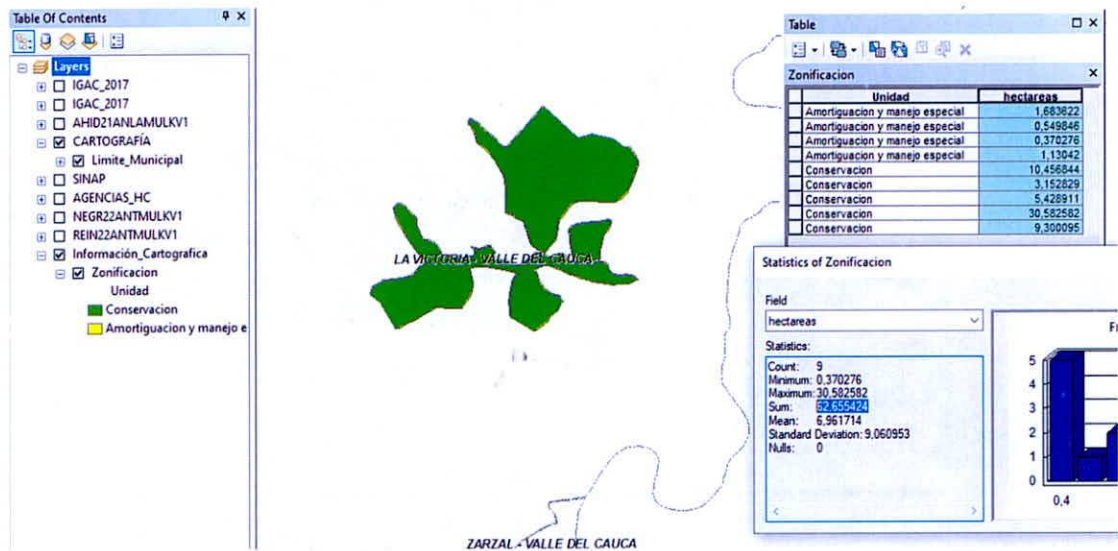 Table Of Contents
Layers
IGAC_2017
IGAC_2017
AHID21ANLAMULKV1
CARTOGRAFÍA
Limite_Municipal
SINAP
AGENCIAS_HC
NEGR22ANTMULKV1
REIN22ANTMULKV1
Información_Cartografica
Zonificacion
Unidad
Conservacion
Amortiguacion y manejo e
LA VICTORIA - VALLE DEL CAUCA
ZARZAL - VALLE DEL CAUCA
Table
Zonificacion
Unidad hectareas
Amortiguacion y manejo especial 1,683622
Amortiguacion y manejo especial 0,549846
Amortiguacion y manejo especial 0,370276
Amortiguacion y manejo especial 1,13042
Conservacion 10,456844
Conservacion 3,152829
Conservacion 5,428911
Conservacion 30,582582
Conservacion 9,300095
Statistics of Zonificacion
Field
hectareas
Statistics:
Count: 9
Minimum: 0,370276
Maximum: 30,582582
Sum: 62,655424
Mean: 6,961714
Standard Deviation: 9,060953
Nulls: 0
5
4
3
2
1
0
0,4